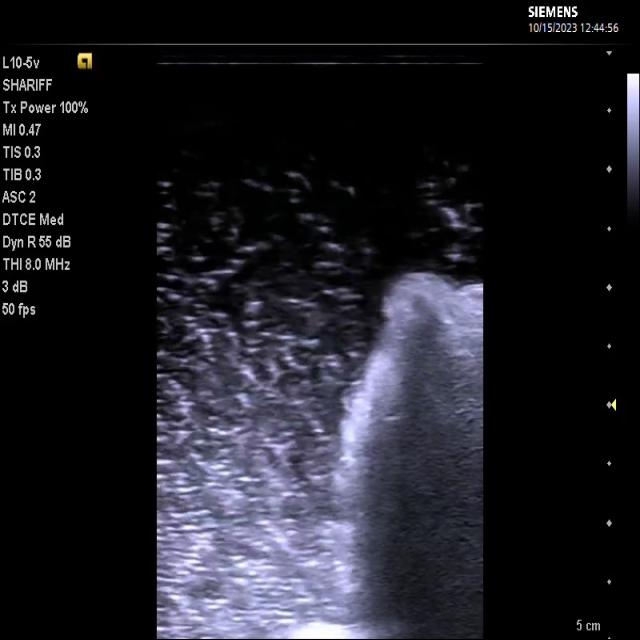 SIEMENS
10/15/2023 12:44:56
L10-5v
SHARIFF
Tx Power 100%
MI 0.47
TIS 0.3
TIB 0.3
ASC 2
DTCE Med
Dyn R 55 dB
THI 8.0 MHz
3 dB
50 fps
5 cm